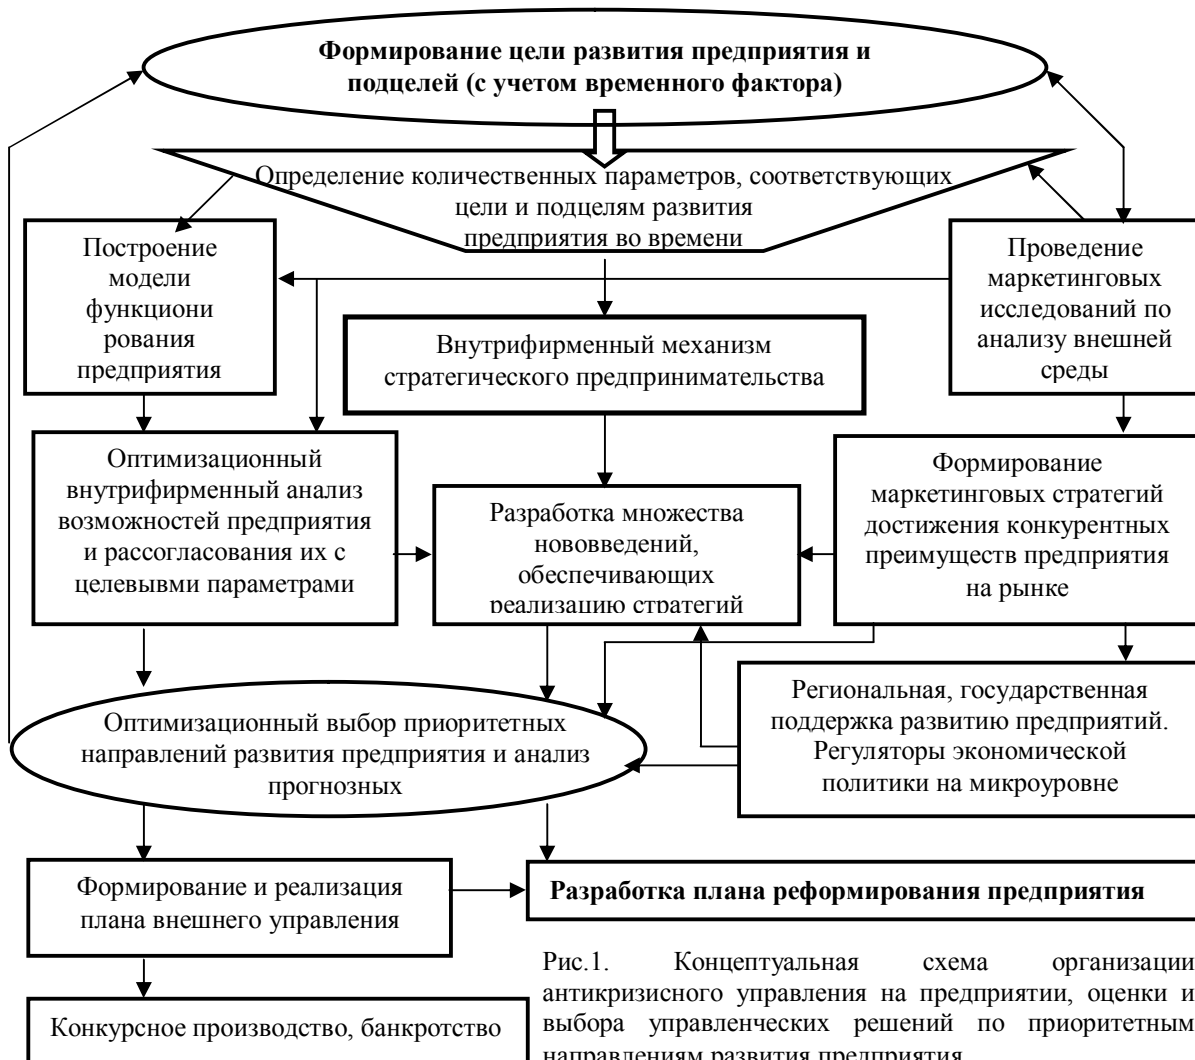 Формирование цели развития предприятия и
подцелей (с учетом временного фактора)
Определение количественных параметров, соответствующих
цели и подцелям развития
предприятия во времени
Построение
модели
функциони
рования
предприятия
Проведение
маркетинговых
исследований по
анализу внешней
среды
Внутрифирменный механизм
стратегического предпринимательства
Оптимизационный
внутрифирменный анализ
возможностей предприятия
и рассогласования их с
целевывми параметрами
Разработка множества
нововведений,
обеспечивающих
реализацию стратегий
Формирование
маркетинговых стратегий
достижения конкурентных
преимуществ предприятия
на рынке
Региональная, государственная
поддержка развитию предприятий.
Регуляторы экономической
политики на микроуровне
Оптимизационный выбор приоритетных
направлений развития предприятия и анализ
прогнозных
Формирование и реализация
плана внешнего управления
Разработка плана реформирования предприятия
Конкурсное производство, банкротство
Рис.1. Концептуальная схема организации
антикризисного управления на предприятии, оценки и
выбора управленческих решений по приоритетным
направлениям развития предприятия